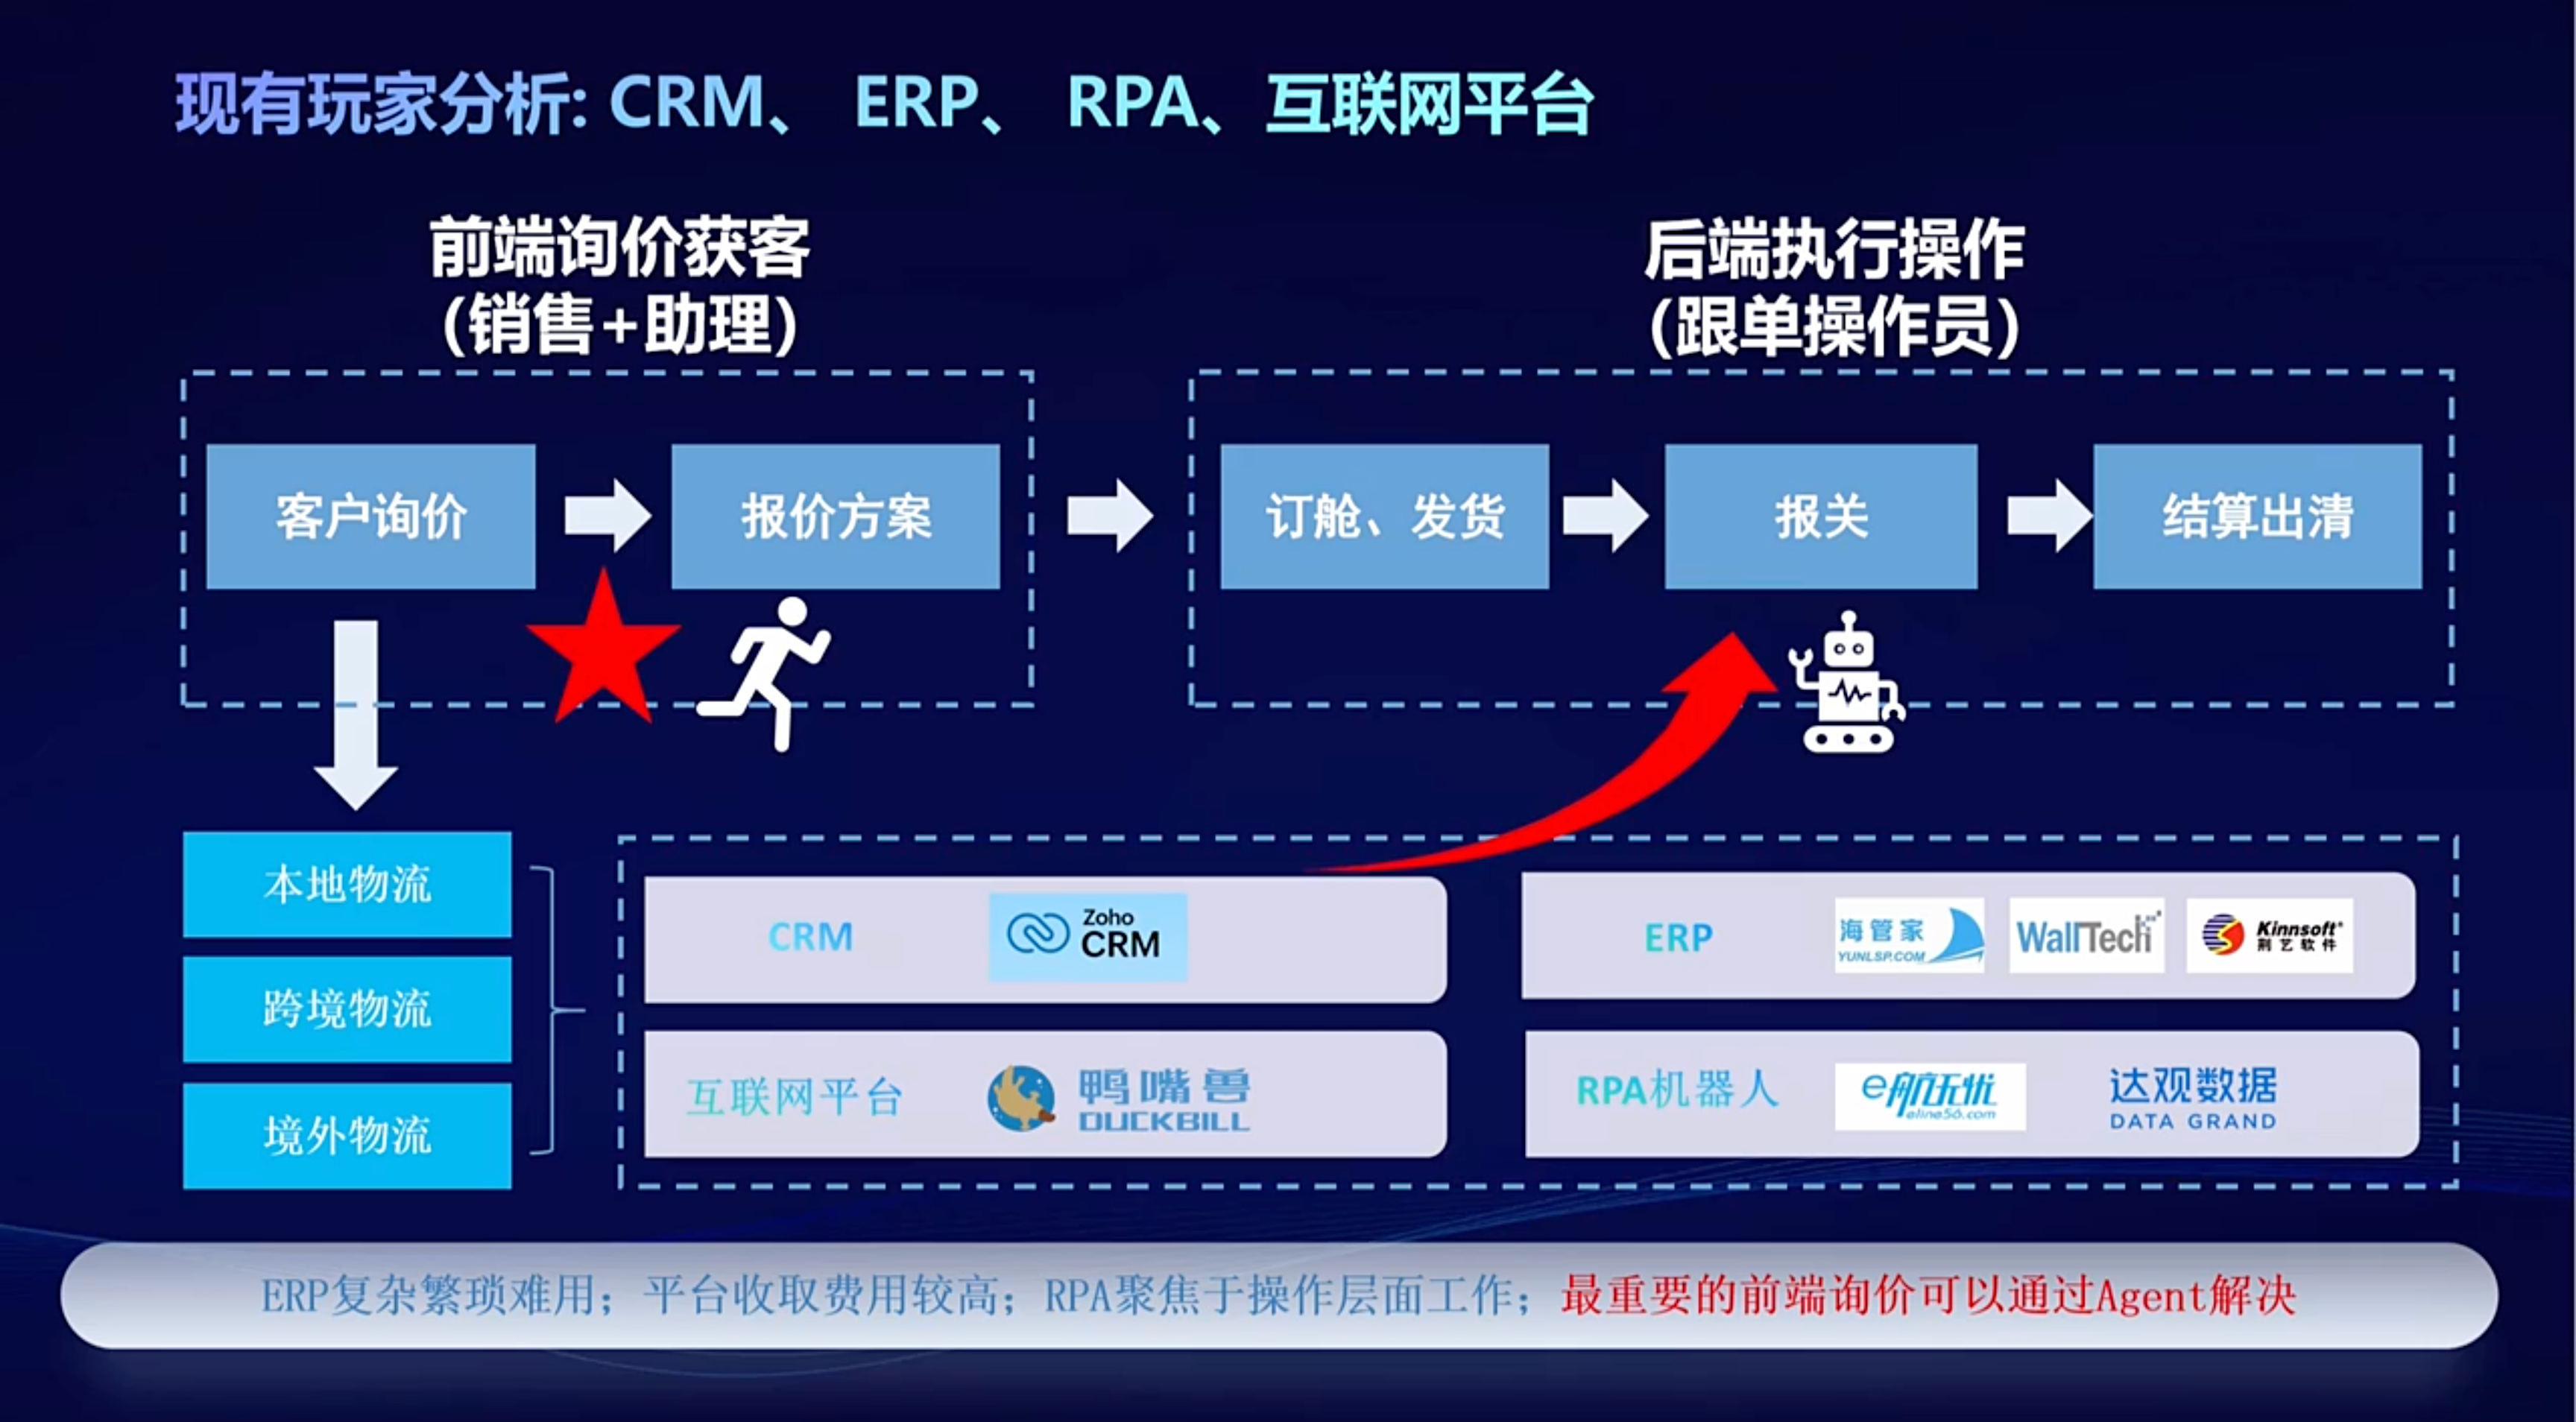 现有玩家分析: CRM、 ERP、 RPA、互联网平台
前端询价获客
(销售+助理)
后端执行操作
(跟单操作员)
客户询价
报价方案
订舱、发货
报关
结算出清
本地物流
跨境物流
境外物流
CRM
Zoho
CRM
ERP
海管家
YUNLSP.COM
WallTech
Kinnsoft
荆艺软件
互联网平台
鸭嘴兽
DUCKBILL
RPA机器人
e航无忧
eline56.com
达观数据
DATA GRAND
ERP复杂繁琐难用；平台收取费用较高；RPA聚焦于操作层面工作；最重要的前端询价可以通过Agent解决